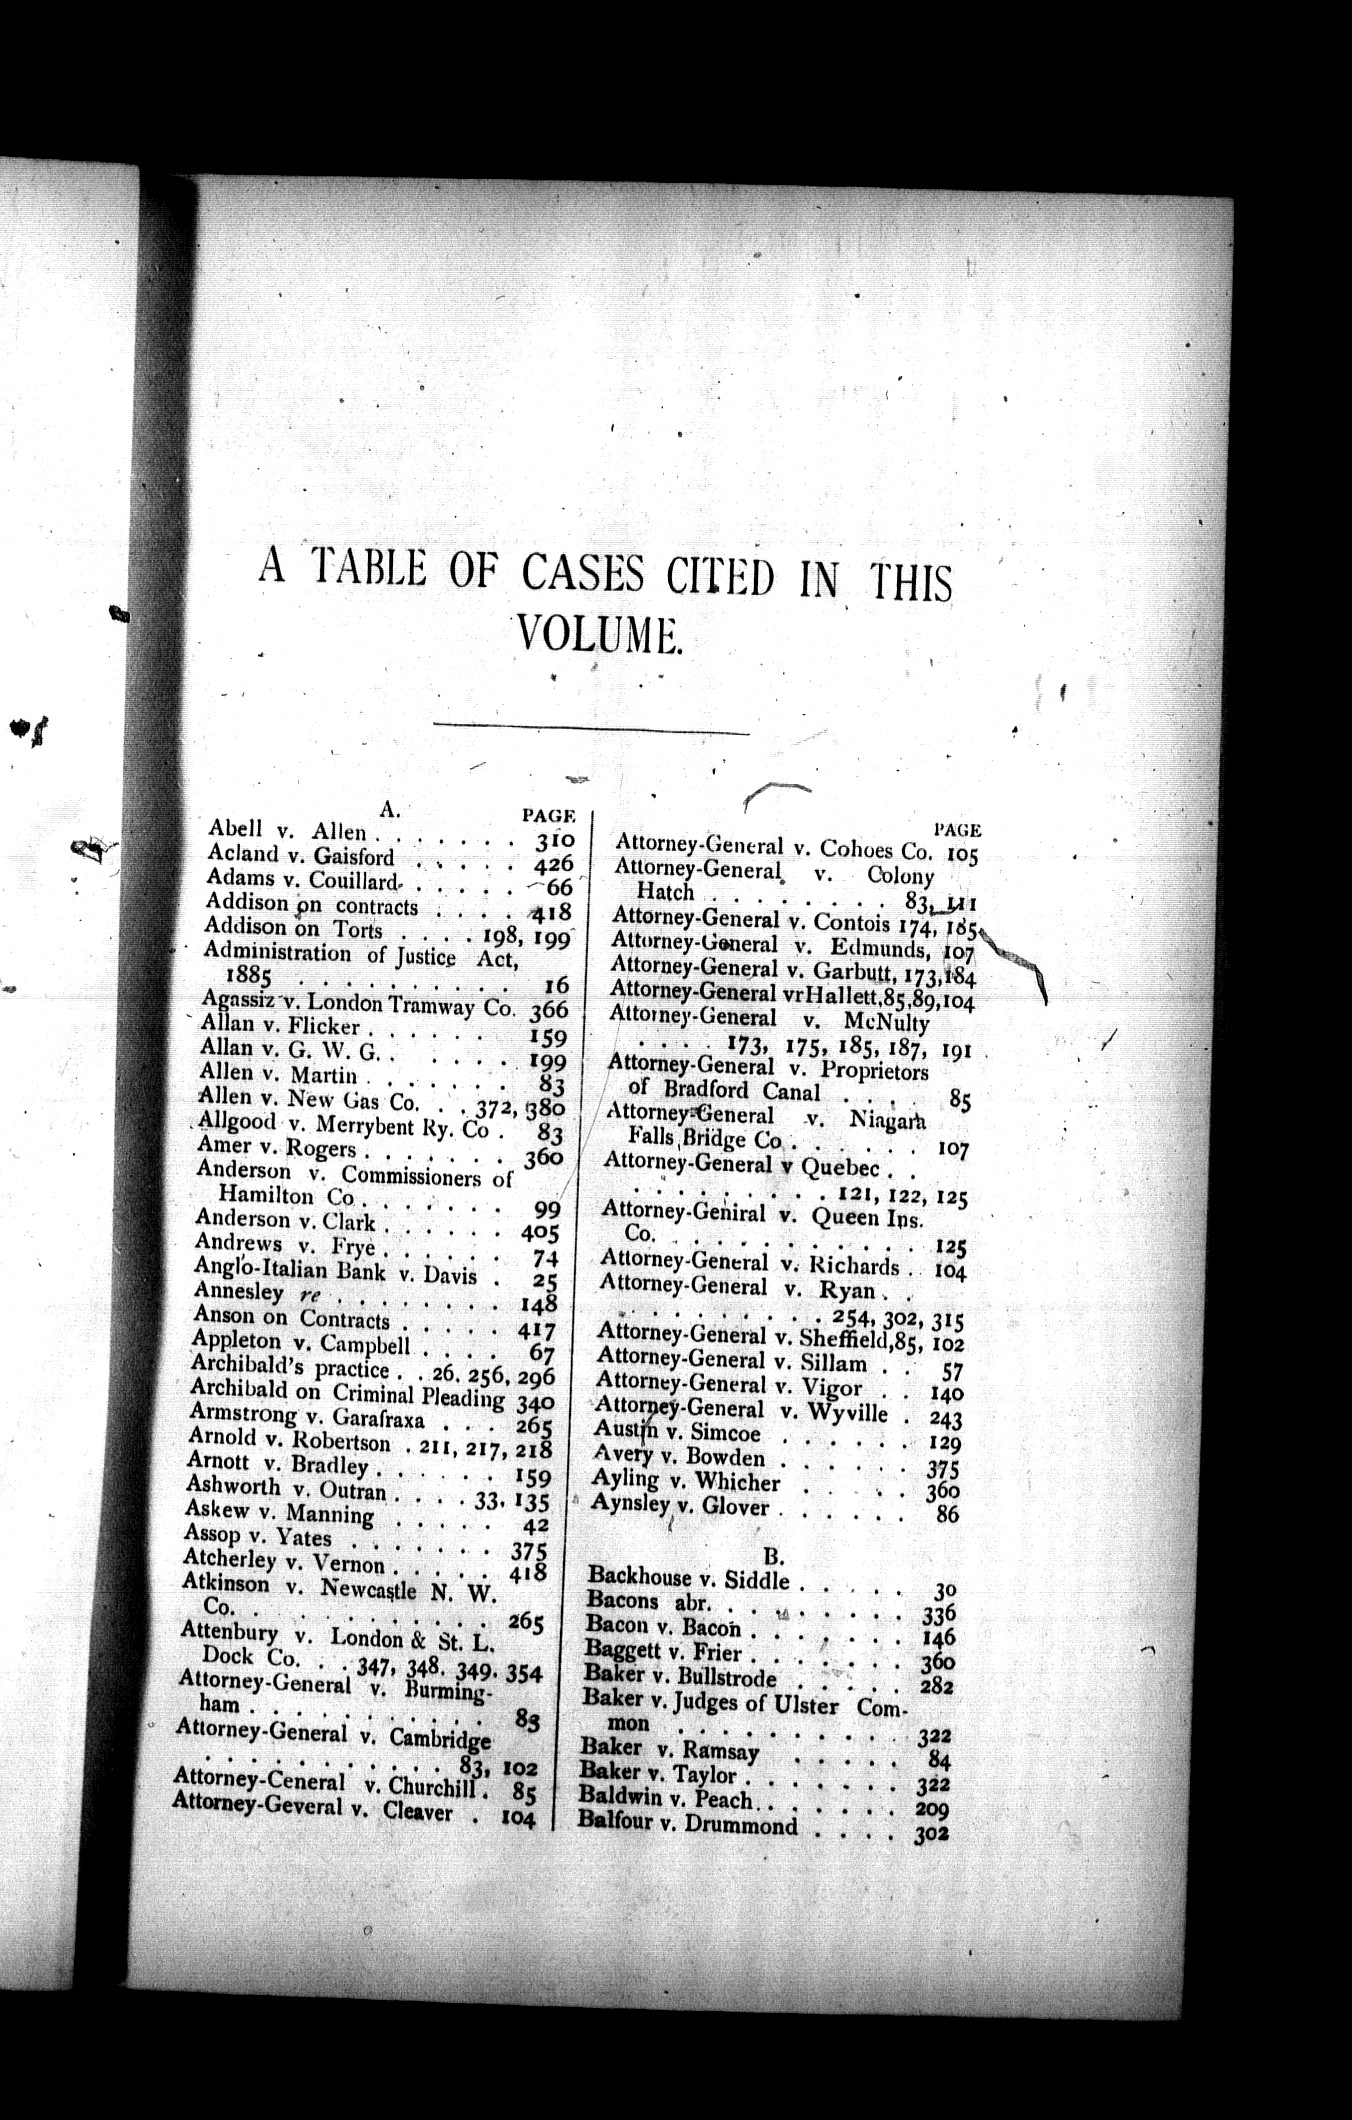 A TABLE OF CASES CITED IN THIS
VOLUME.
A.
PAGE
Abell v. Allen . . . . . . . 310
Acland v. Gaisford . . . . . 426
Adams v. Couillard . . . . . 66
Addison on contracts . . . . 418
Addison on Torts . . . . 198, 199
Administration of Justice Act,
1885 . . . . . . . . . . 16
Agassiz v. London Tramway Co. 366
Allan v. Flicker . . . . . . 159
Allan v. G. W. G. . . . . . 199
Allen v. Martin . . . . . . . 83
Allen v. New Gas Co. . . 372, 380
Allgood v. Merrybent Ry. Co . 83
Amer v. Rogers . . . . . . . 360
Anderson v. Commissioners of
Hamilton Co . . . . . . . 99
Anderson v. Clark . . . . . . 405
Andrews v. Frye . . . . . . 74
Anglo-Italian Bank v. Davis . 25
Annesley re . . . . . . . . 148
Anson on Contracts . . . . . 417
Appleton v. Campbell . . . . 67
Archibald's practice . . 26. 256, 296
Archibald on Criminal Pleading 340
Armstrong v. Garafraxa . . . 265
Arnold v. Robertson . 211, 217, 218
Arnott v. Bradley . . . . . . 159
Ashworth v. Outran . . . . 33, 135
Askew v. Manning . . . . . 42
Assop v. Yates . . . . . . . 375
Atcherley v. Vernon . . . . . 418
Atkinson v. Newcastle N. W.
Co. . . . . . . . . . . . 265
Attenbury v. London & St. L.
Dock Co. . . 347, 348. 349. 354
Attorney-General v. Burming-
ham . . . . . . . . . . . 83
Attorney-General v. Cambridge
. . . . . . . . . . . 83, 102
Attorney-Ceneral v. Churchill . 85
Attorney-Geveral v. Cleaver . 104
PAGE
Attorney-General v. Cohoes Co. 105
Attorney-General v. Colony
Hatch . . . . . . . . 83, 111
Attorney-General v. Contois 174, 185
Attorney-General v. Edmunds, 107
Attorney-General v. Garbutt, 173,184
Attorney-General v. Hallett,85,89,104
Attorney-General v. McNulty
. . . . 173, 175, 185, 187, 191
Attorney-General v. Proprietors
of Bradford Canal . . . . 85
Attorney-General v. Niagara
Falls Bridge Co . . . . . . 107
Attorney-General v Quebec . .
. . . . . . . . . 121, 122, 125
Attorney-Geniral v. Queen Ins.
Co. . . . . . . . . . . . 125
Attorney-General v. Richards . 104
Attorney-General v. Ryan . .
. . . . . . . . . 254, 302, 315
Attorney-General v. Sheffield,85, 102
Attorney-General v. Sillam . . 57
Attorney-General v. Vigor . . 140
Attorney-General v. Wyville . 243
Austin v. Simcoe . . . . . . 129
Avery v. Bowden . . . . . . 375
Ayling v. Whicher . . . . . 360
Aynsley v. Glover . . . . . . 86
B.
Backhouse v. Siddle . . . . . 30
Bacons abr. . . . . . . . . 336
Bacon v. Bacon . . . . . . . 146
Baggett v. Frier . . . . . . . 360
Baker v. Bullstrode . . . . . 282
Baker v. Judges of Ulster Com-
mon . . . . . . . . . . 322
Baker v. Ramsay . . . . . 84
Baker v. Taylor . . . . . . . 322
Baldwin v. Peach . . . . . . 209
Balfour v. Drummond . . . . 302